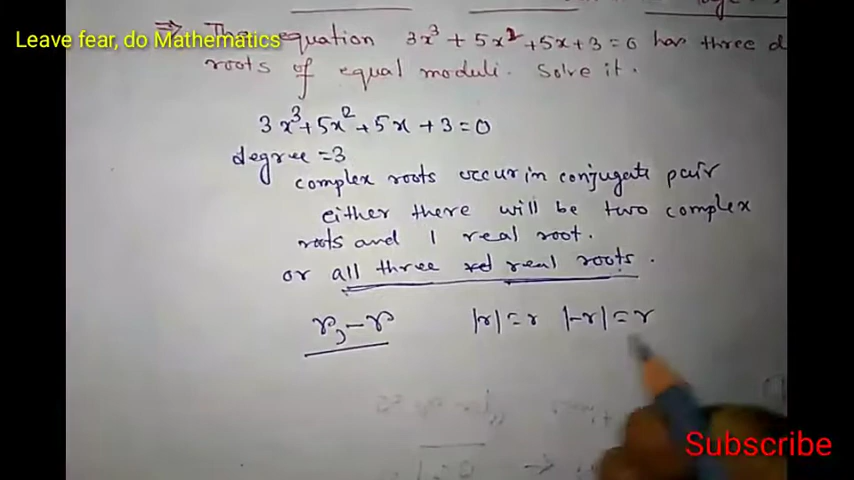 Leave fear, do Mathematics
⇒ The equation 3x³ + 5x² + 5x + 3 = 0 has three d
roots of equal moduli. Solve it.
3x³ + 5x² + 5x + 3 = 0
degree = 3
complex roots occur in conjugate pair
either there will be two complex
roots and 1 real root.
or all three real roots.
r, -r |r| = r |-r| = r
Subscribe